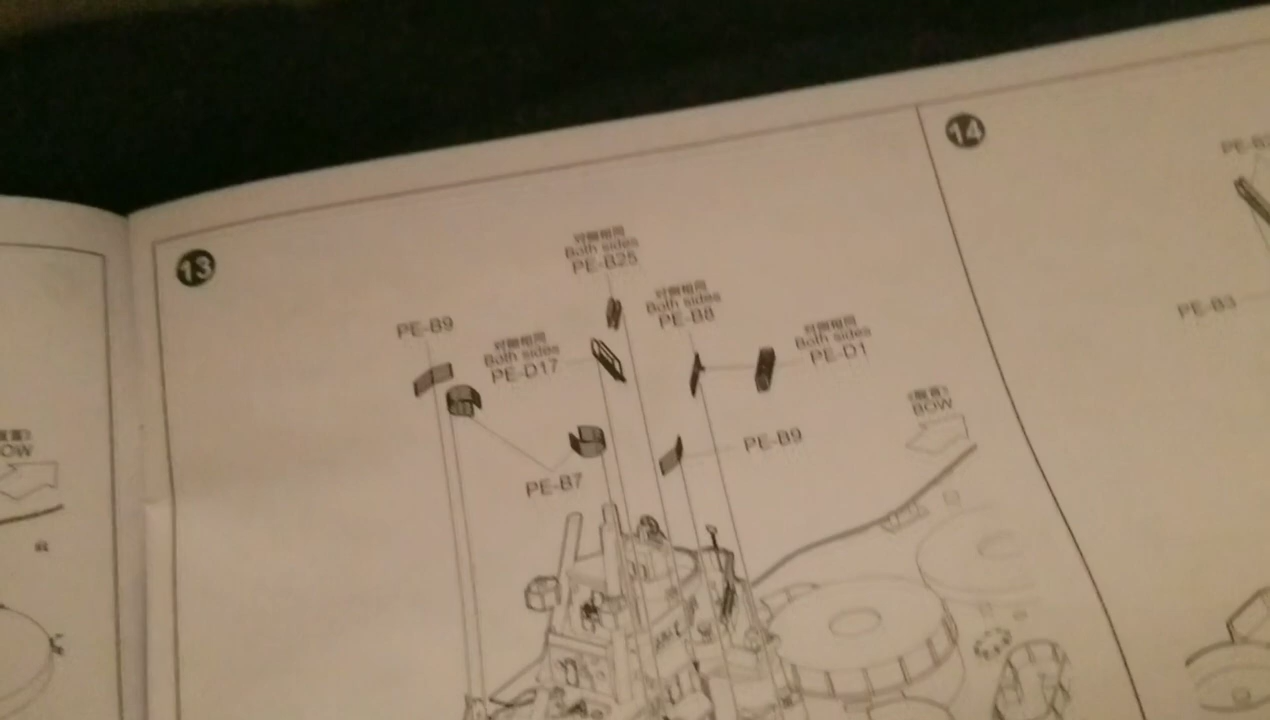 13
14
Both sides
PE-B25
Both sides
PE-B8
PE-B9
Both sides
PE-D17
Both sides
PE-D1
BOW
PE-B9
PE-B7
PE-B3
OW